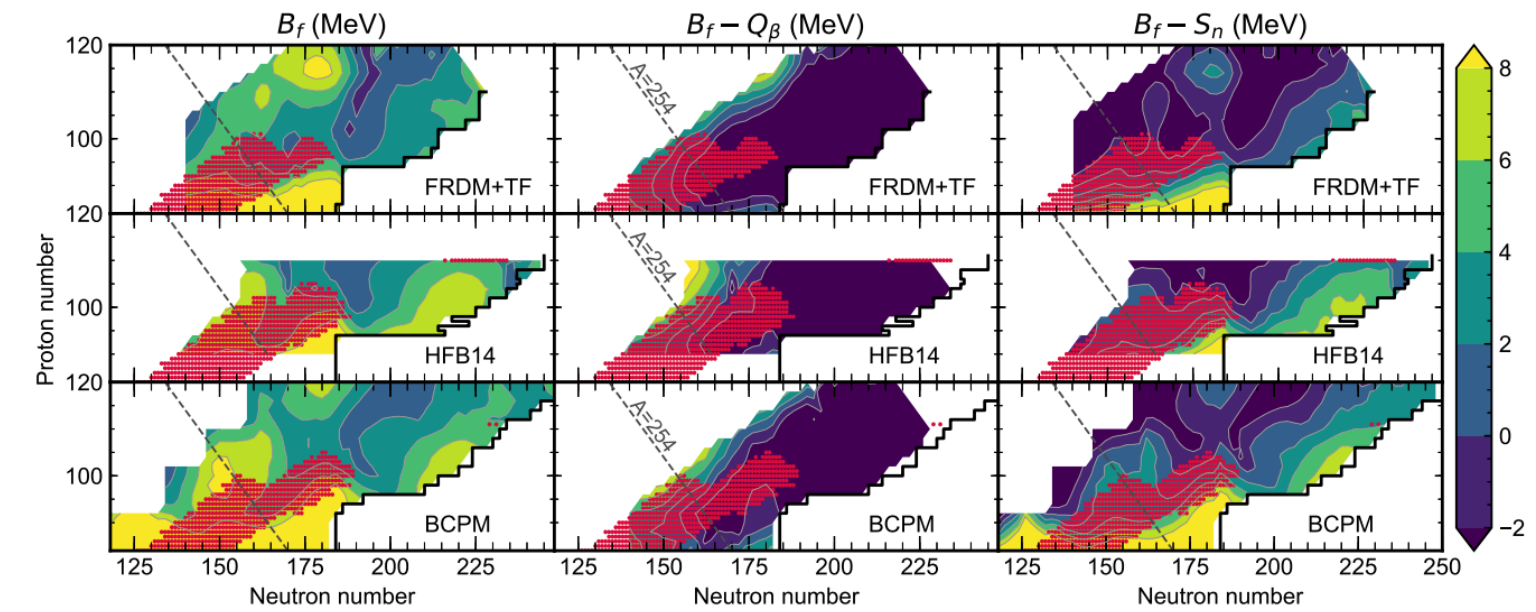 B_f (MeV) B_f − Q_β (MeV) B_f − S_n (MeV)
120
100
A=254
FRDM+TF FRDM+TF FRDM+TF
8
6
4
2
0
−2
Proton number
120
100
A=254
HFB14 HFB14 HFB14
120
100
A=254
BCPM BCPM BCPM
125 150 175 200 225 125 150 175 200 225 125 150 175 200 225 250
Neutron number Neutron number Neutron number